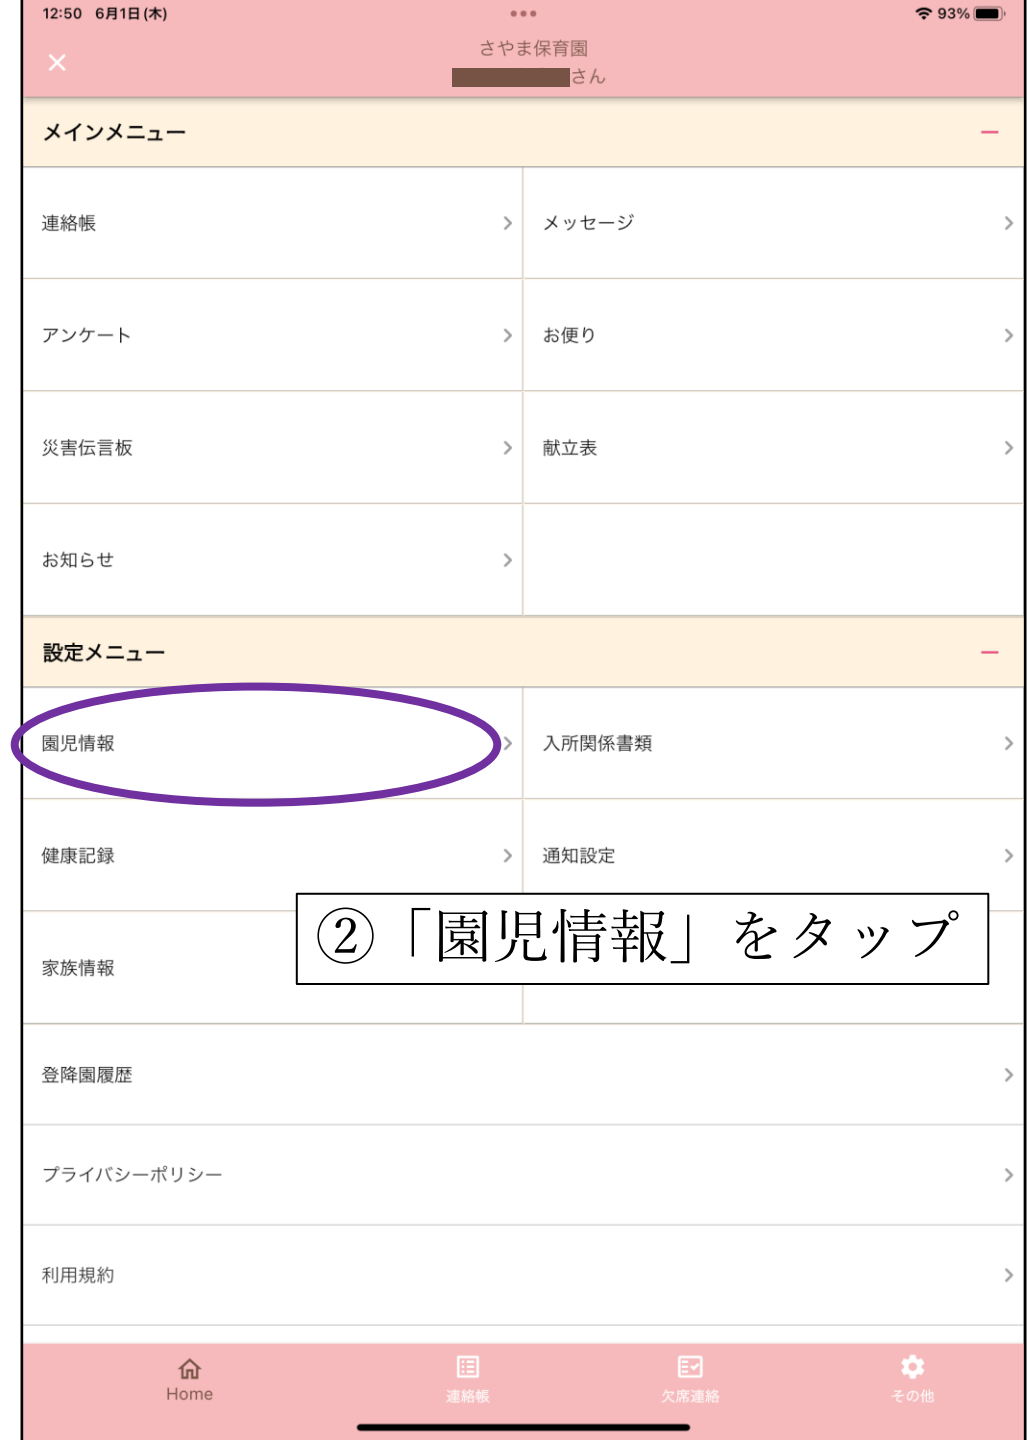 12:50 6月1日(木)
93%
さやま保育園
さん
メインメニュー
連絡帳
メッセージ
アンケート
お便り
災害伝言板
献立表
お知らせ
設定メニュー
園児情報
入所関係書類
健康記録
通知設定
②「園児情報」をタップ
家族情報
登降園履歴
プライバシーポリシー
利用規約
Home
連絡帳
欠席連絡
その他